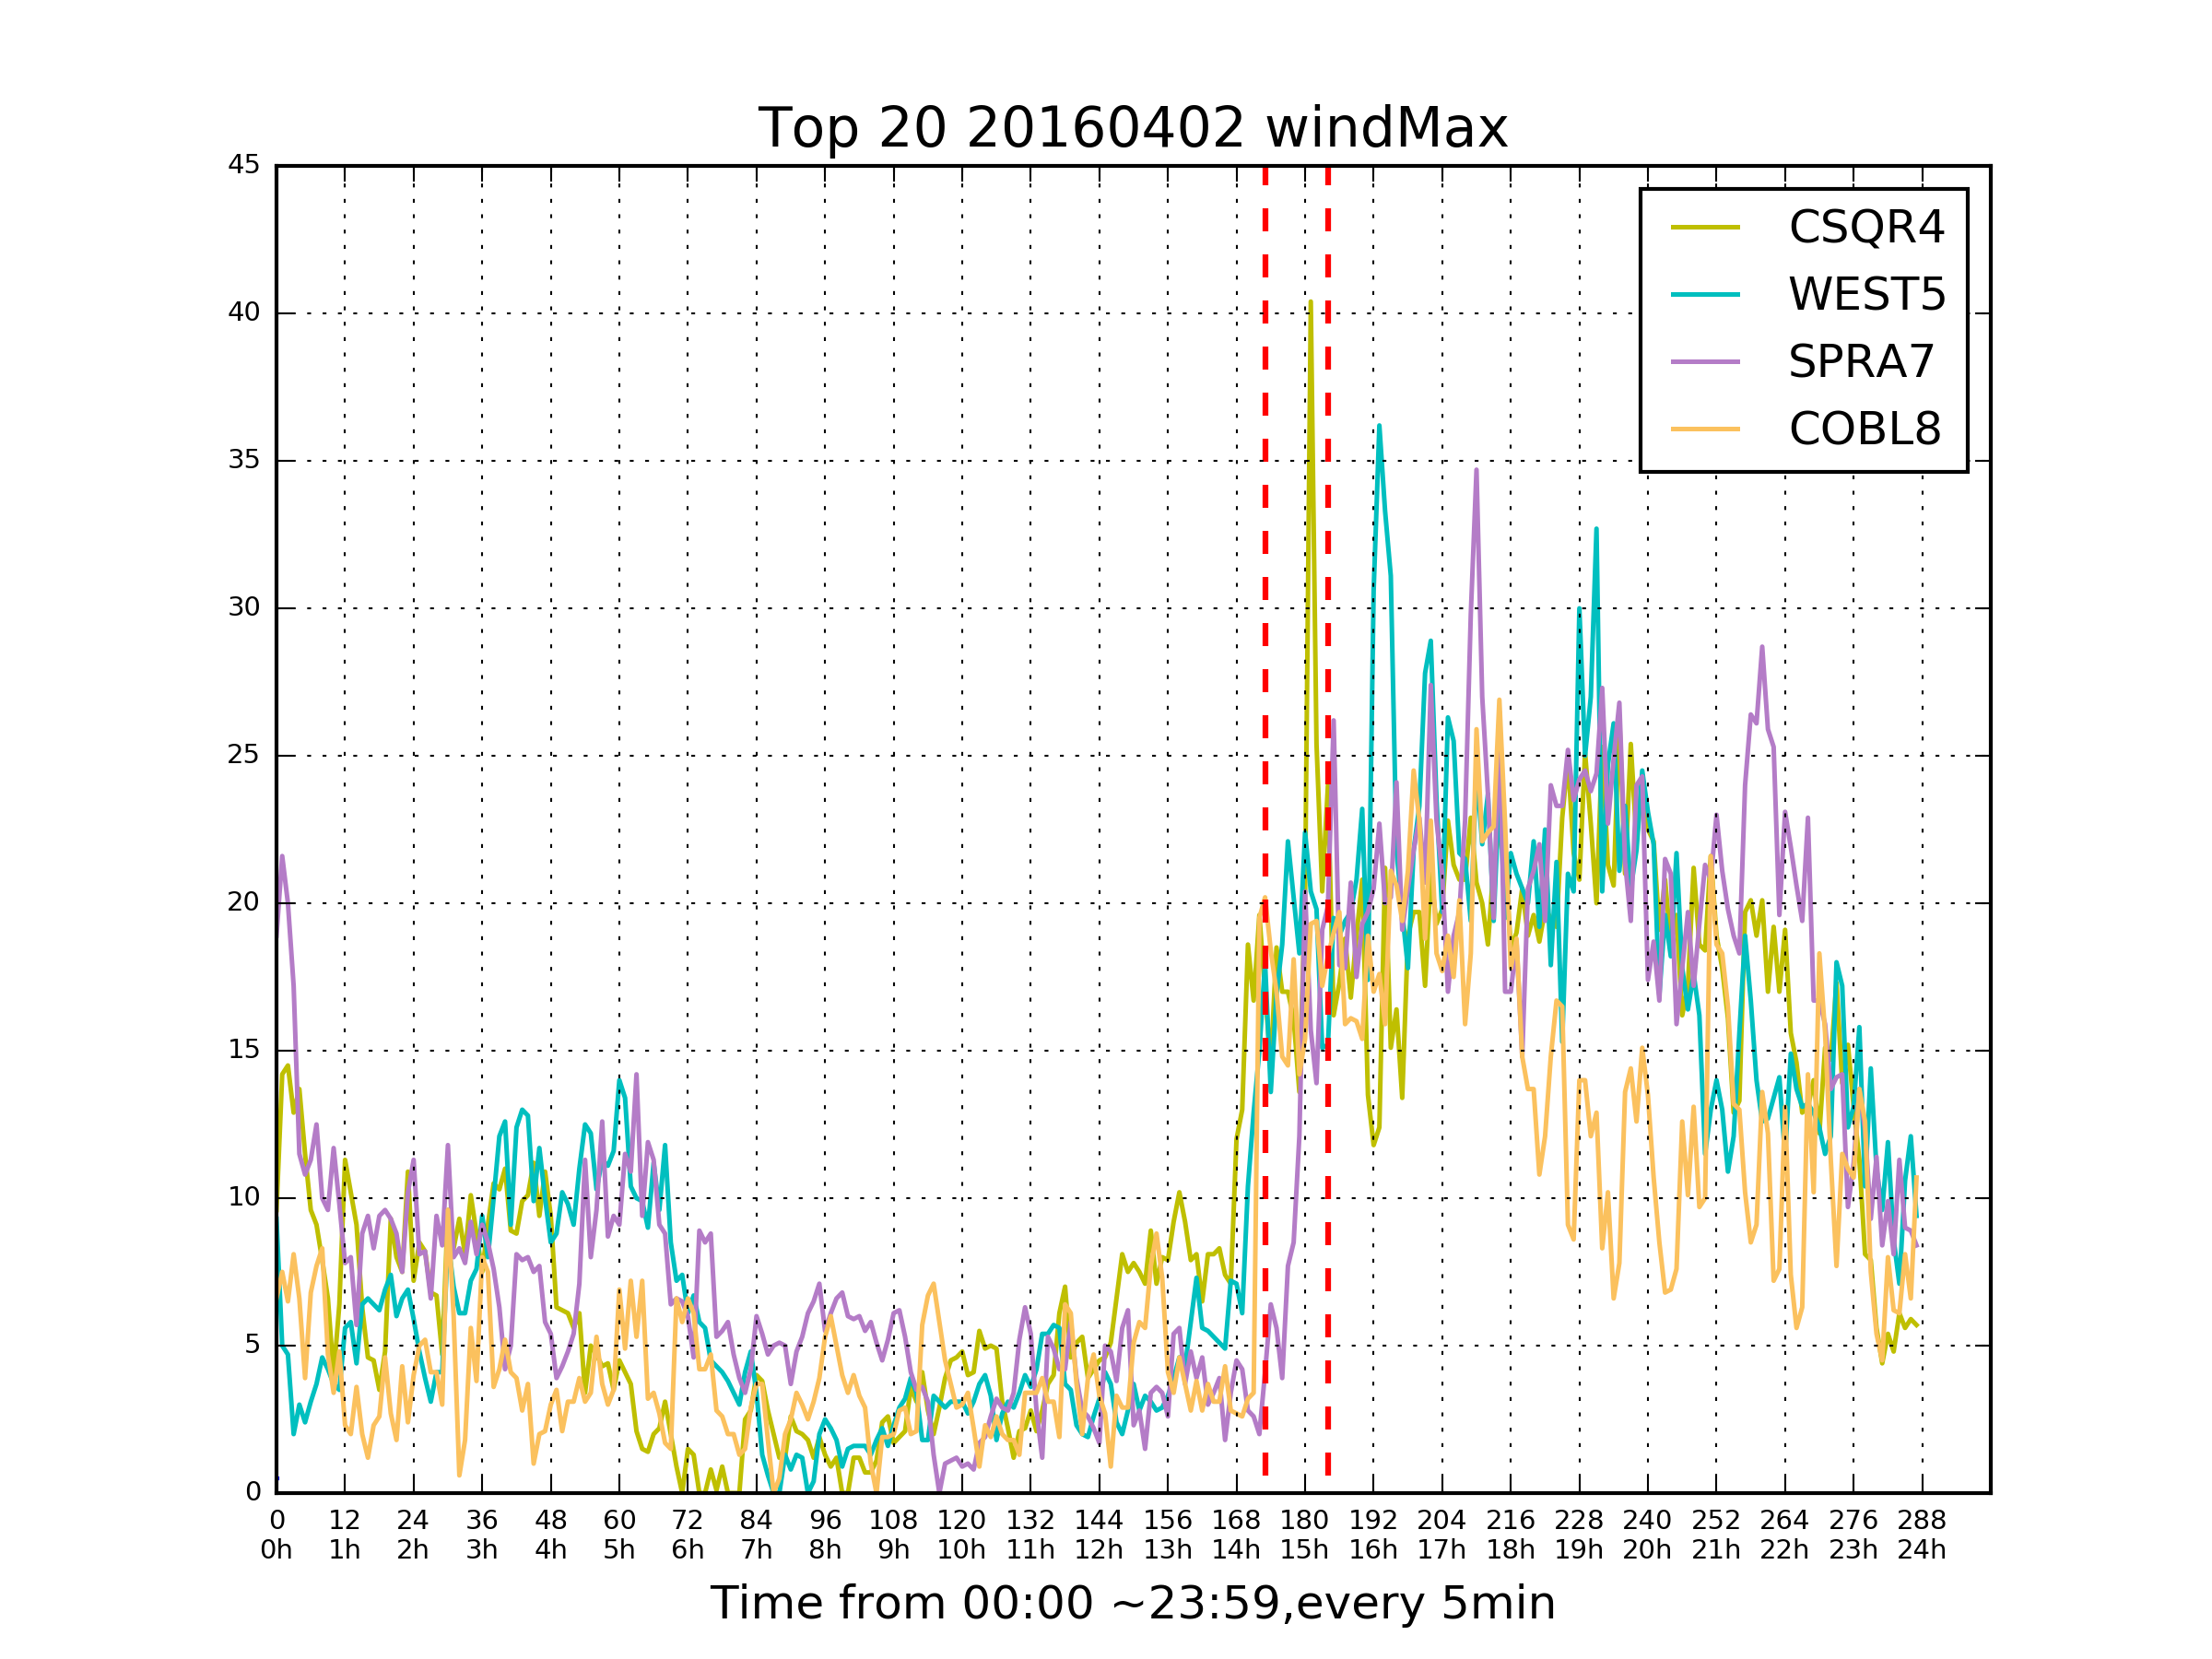 Top 20 20160402 windMax
45
40
35
30
25
20
15
10
5
0
CSQR4
WEST5
SPRA7
COBL8
0 12 24 36 48 60 72 84 96 108 120 132 144 156 168 180 192 204 216 228 240 252 264 276 288
0h 1h 2h 3h 4h 5h 6h 7h 8h 9h 10h 11h 12h 13h 14h 15h 16h 17h 18h 19h 20h 21h 22h 23h 24h
Time from 00:00 ~23:59,every 5min